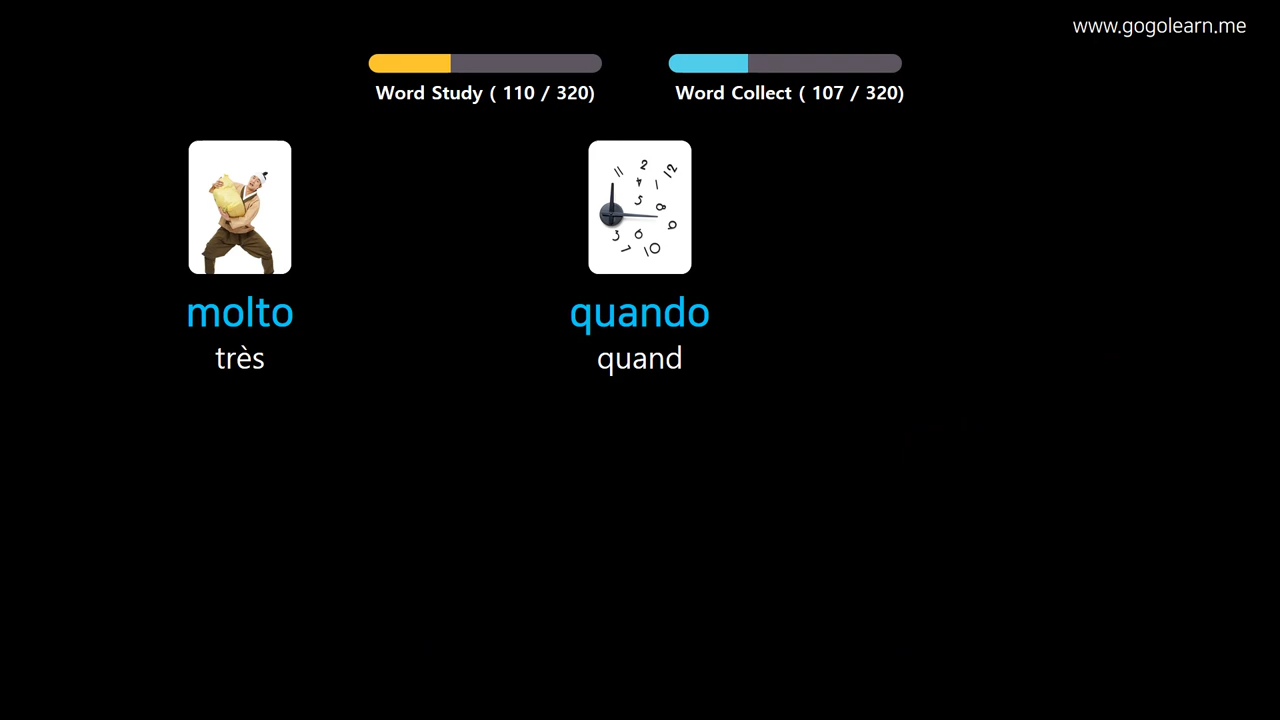 www.gogolearn.me
Word Study ( 110 / 320)
Word Collect ( 107 / 320)
molto
quando
très
quand